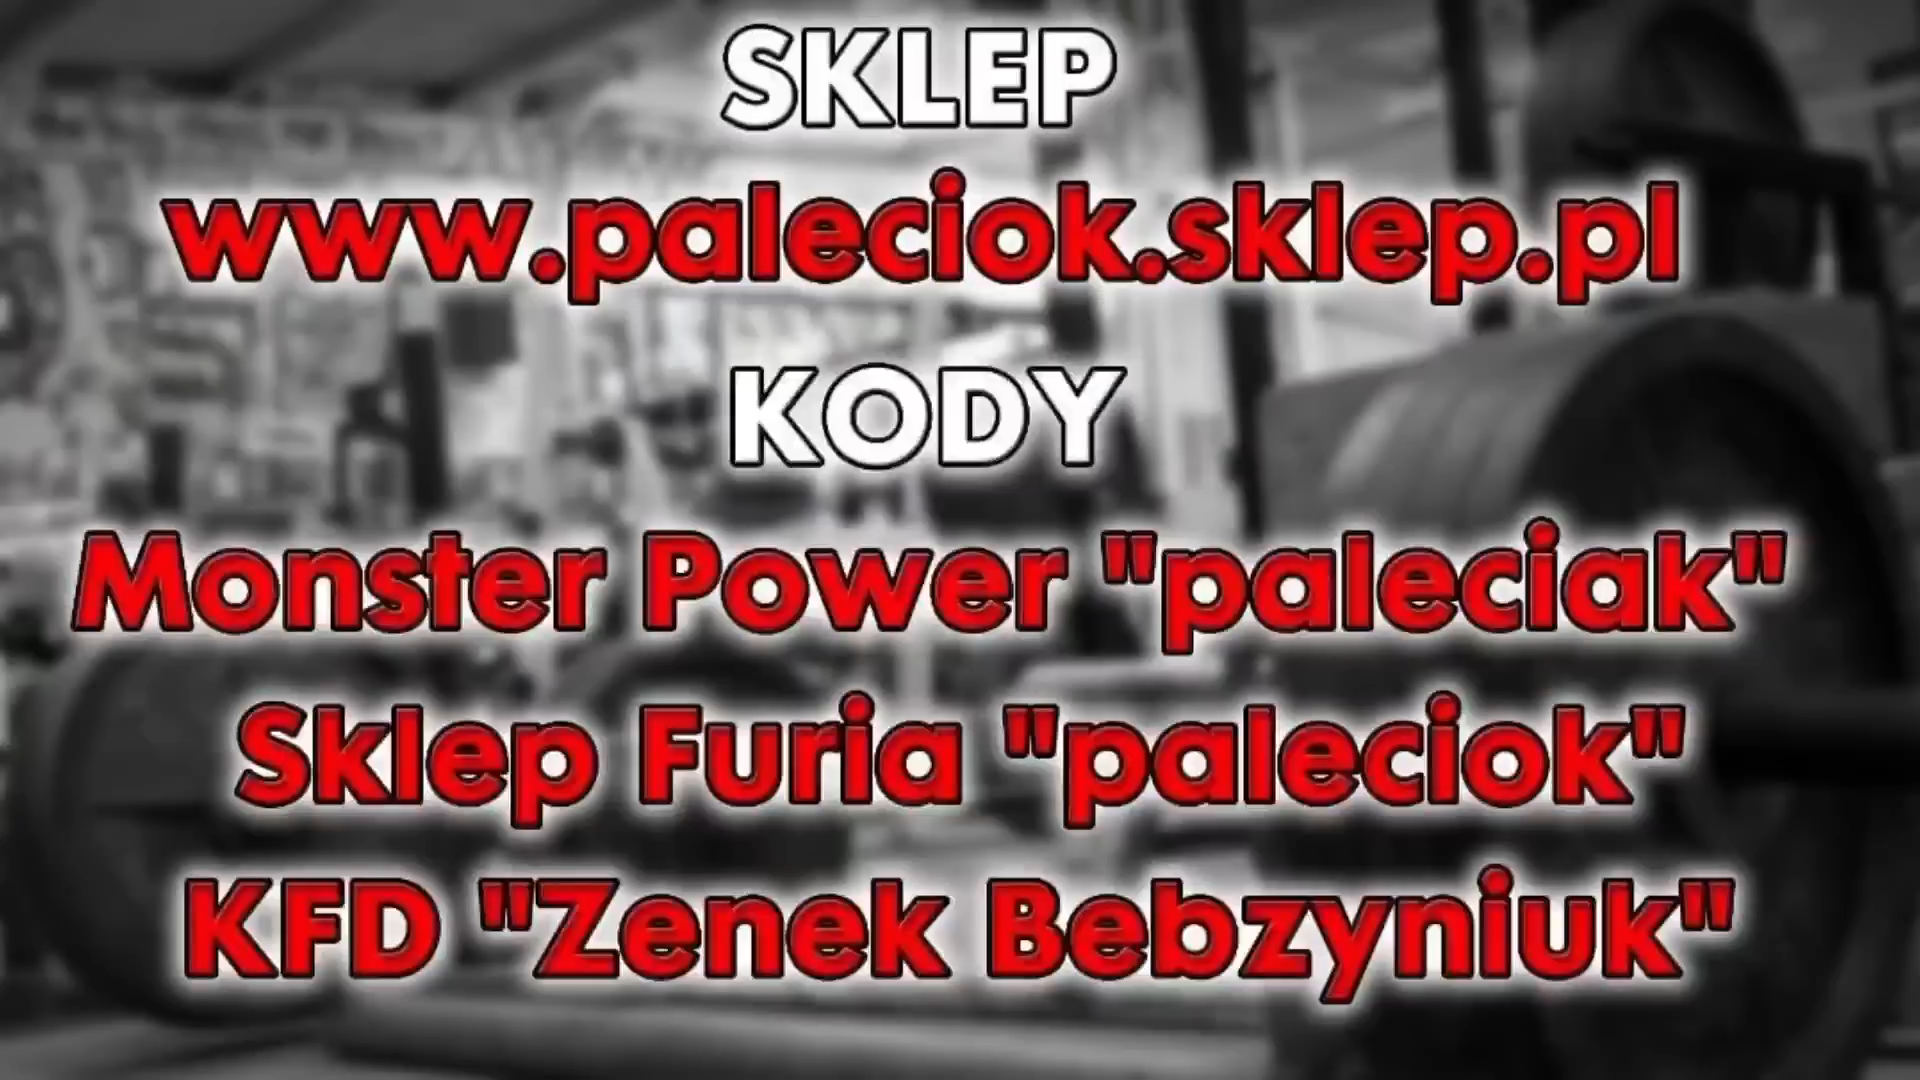 SKLEP
www.paleciok.sklep.pl
KODY
Monster Power "paleciak"
Sklep Furia "paleciok"
KFD "Zenek Bebzyniuk"